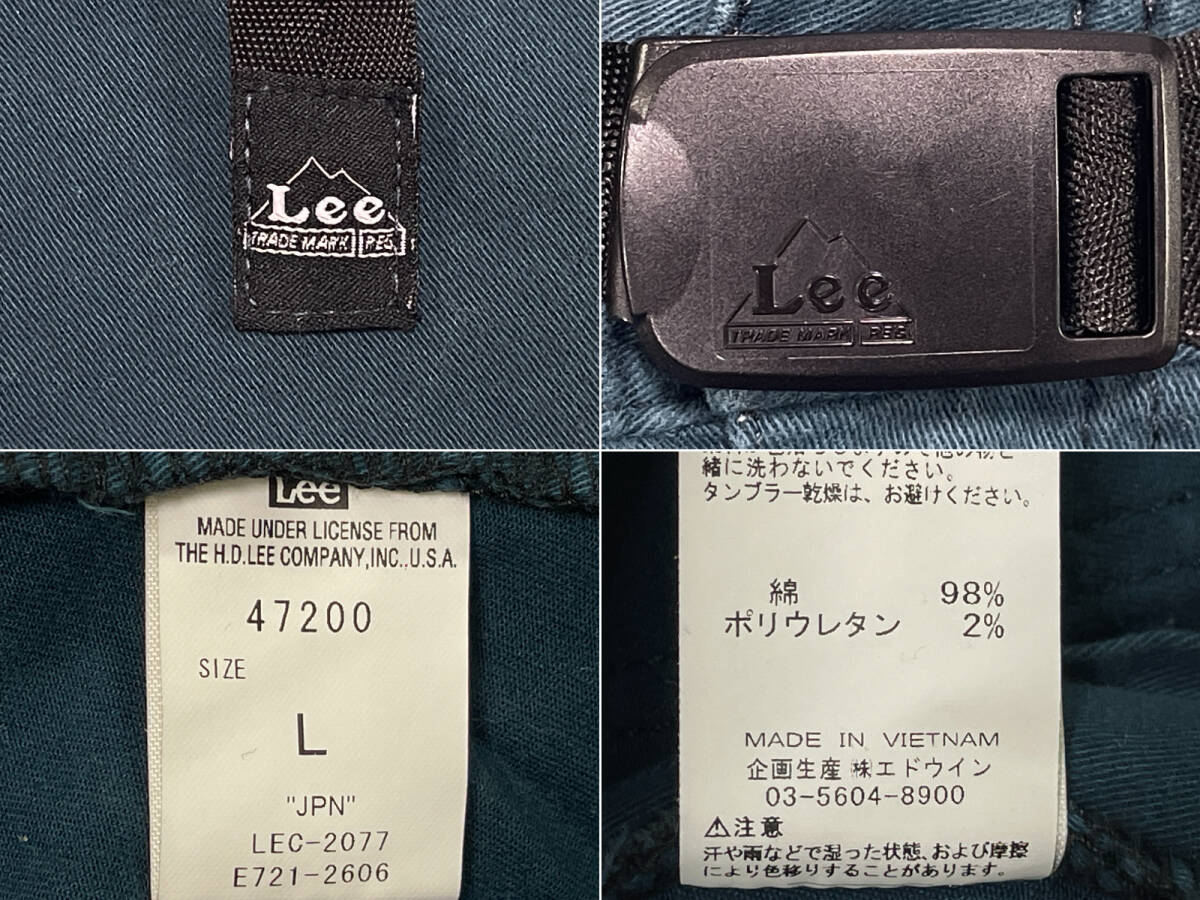 Lee
TRADE MARK REG.
Lee
TRADE MARK REG.
Lee
MADE UNDER LICENSE FROM
THE H.D.LEE COMPANY,INC.,U.S.A.
47200
SIZE
L
"JPN"
LEC-2077
E721-2606
緒に洗わないでください。
タンブラー乾燥は、お避けください。
綿 98%
ポリウレタン 2%
MADE IN VIETNAM
企画生産 ㈱エドウイン
03-5604-8900
⚠注意
汗や雨などで湿った状態、および摩擦
により色移りすることがあります。